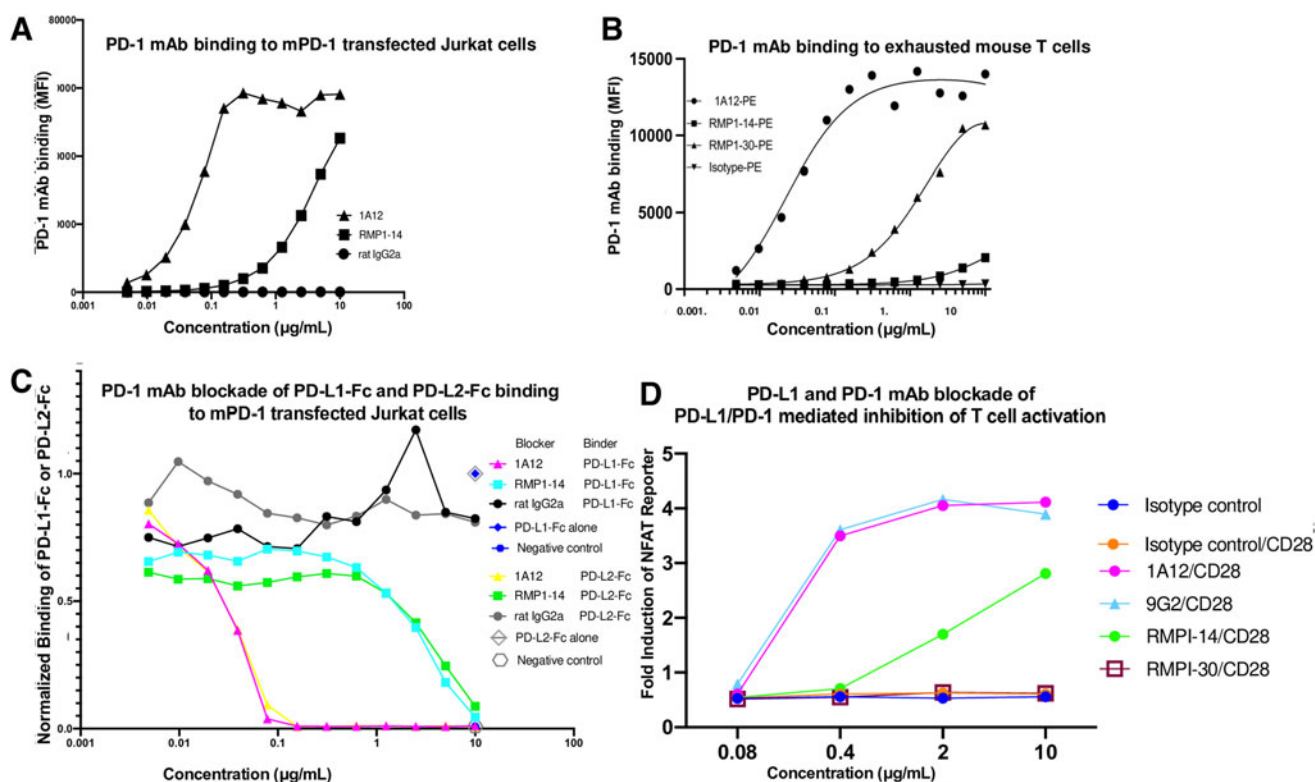 A
PD-1 mAb binding to mPD-1 transfected Jurkat cells
80000
0
PD-1 mAb binding (MFI)
1A12
RMP1-14
rat IgG2a
0.001 0.01 0.1 1 10 100
Concentration (µg/mL)
B
PD-1 mAb binding to exhausted mouse T cells
15000
10000
5000
0
PD-1 mAb binding (MFI)
1A12-PE
RMP1-14-PE
RMP1-30-PE
Isotype-PE
0.001. 0.01 0.1 1. 10
Concentration (µg/mL)
C
PD-1 mAb blockade of PD-L1-Fc and PD-L2-Fc binding
to mPD-1 transfected Jurkat cells
Normalized Binding of PD-L1-Fc or PD-L2-Fc
1.0
0.5
0.0
Blocker Binder
1A12 PD-L1-Fc
RMP1-14 PD-L1-Fc
rat IgG2a PD-L1-Fc
PD-L1-Fc alone
Negative control
1A12 PD-L2-Fc
RMP1-14 PD-L2-Fc
rat IgG2a PD-L2-Fc
PD-L2-Fc alone
Negative control
0.001 0.01 0.1 1 10 100
Concentration (µg/mL)
D
PD-L1 and PD-1 mAb blockade of
PD-L1/PD-1 mediated inhibition of T cell activation
Fold Induction of NFAT Reporter
5
4
3
2
1
0
Isotype control
Isotype control/CD28
1A12/CD28
9G2/CD28
RMPI-14/CD28
RMPI-30/CD28
0.08 0.4 2 10
Concentration (µg/mL)